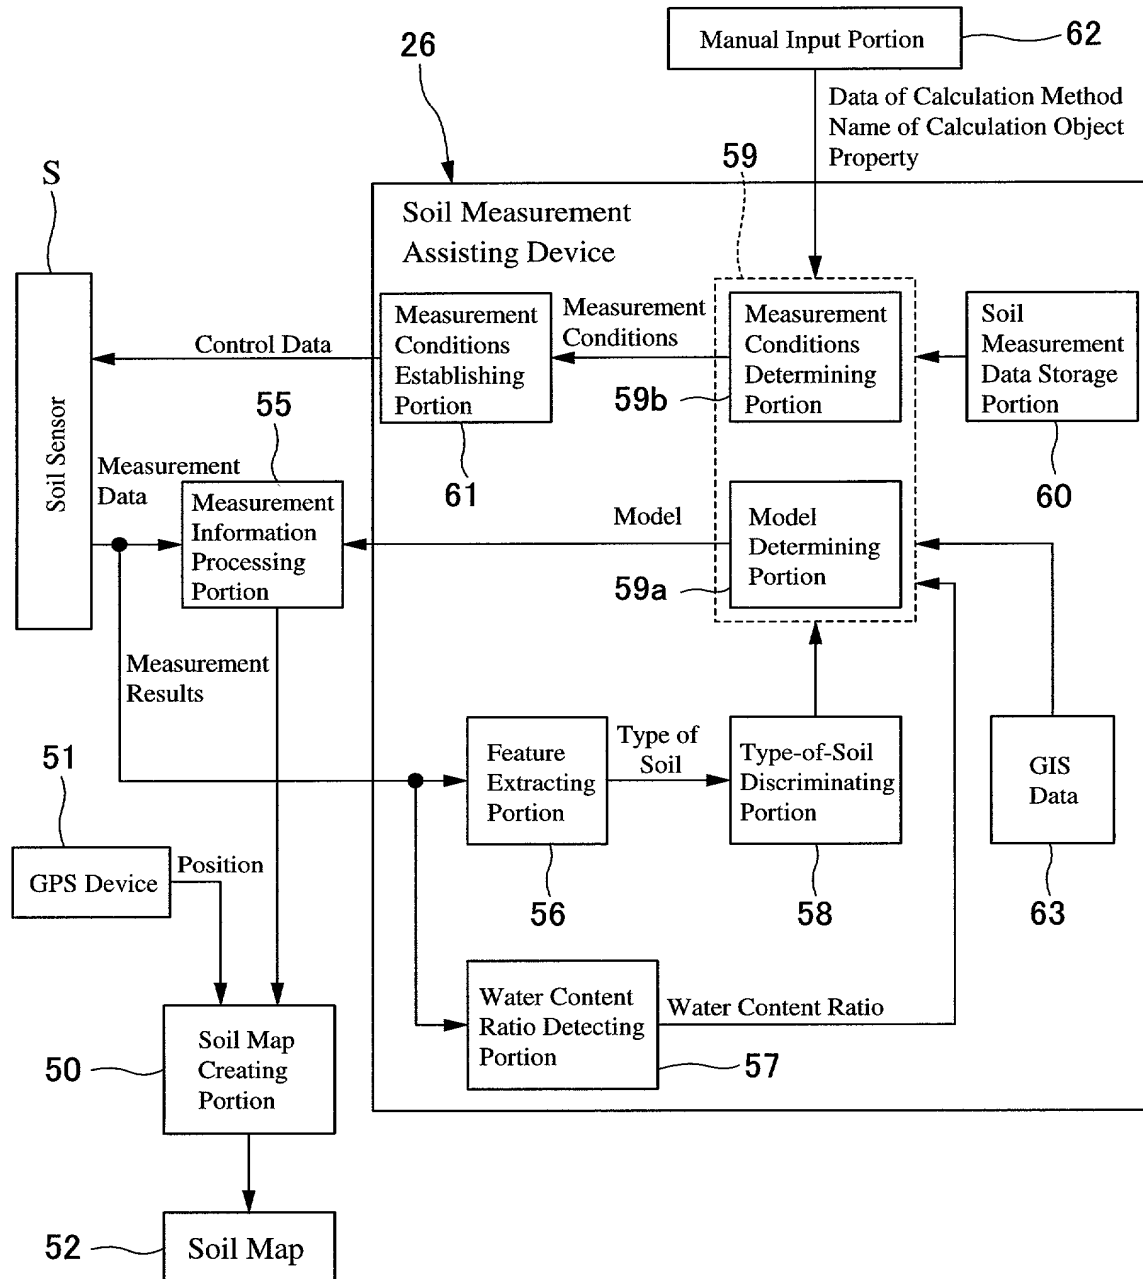 Manual Input Portion
62
26
Data of Calculation Method
Name of Calculation Object
Property
59
S
Soil Measurement
Assisting Device
Soil Sensor
Control Data
Measurement
Conditions
Establishing
Portion
61
Measurement
Conditions
Measurement
Conditions
Determining
Portion
59b
Soil
Measurement
Data Storage
Portion
60
55
Measurement
Data
Measurement
Information
Processing
Portion
Model
Model
Determining
Portion
59a
Measurement
Results
51
GPS Device
Position
Feature
Extracting
Portion
56
Type of
Soil
Type-of-Soil
Discriminating
Portion
58
GIS
Data
63
Water Content
Ratio Detecting
Portion
57
Water Content Ratio
50
Soil Map
Creating
Portion
52
Soil Map